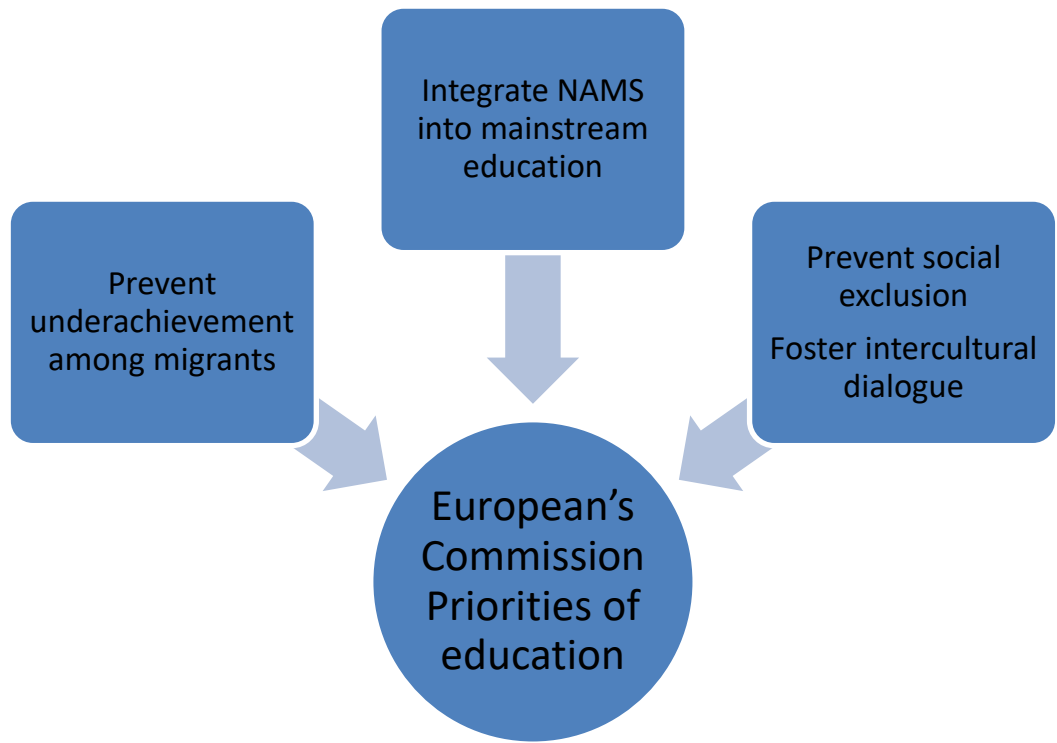 Integrate NAMS
into mainstream
education
Prevent
underachievement
among migrants
Prevent social
exclusion
Foster intercultural
dialogue
European’s
Commission
Priorities of
education